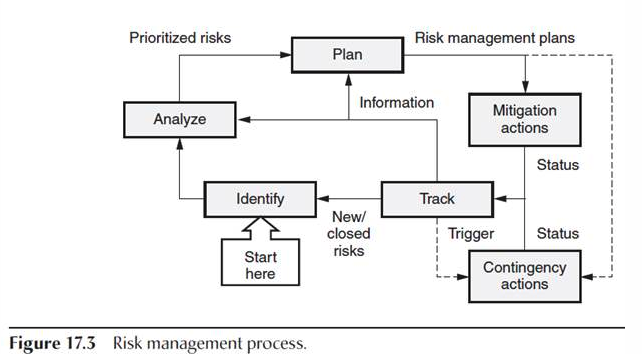 Prioritized risks
Plan
Risk management plans
Analyze
Information
Mitigation
actions
Status
Identify
New/
closed
risks
Track
Trigger
Status
Start
here
Contingency
actions
Figure 17.3 Risk management process.